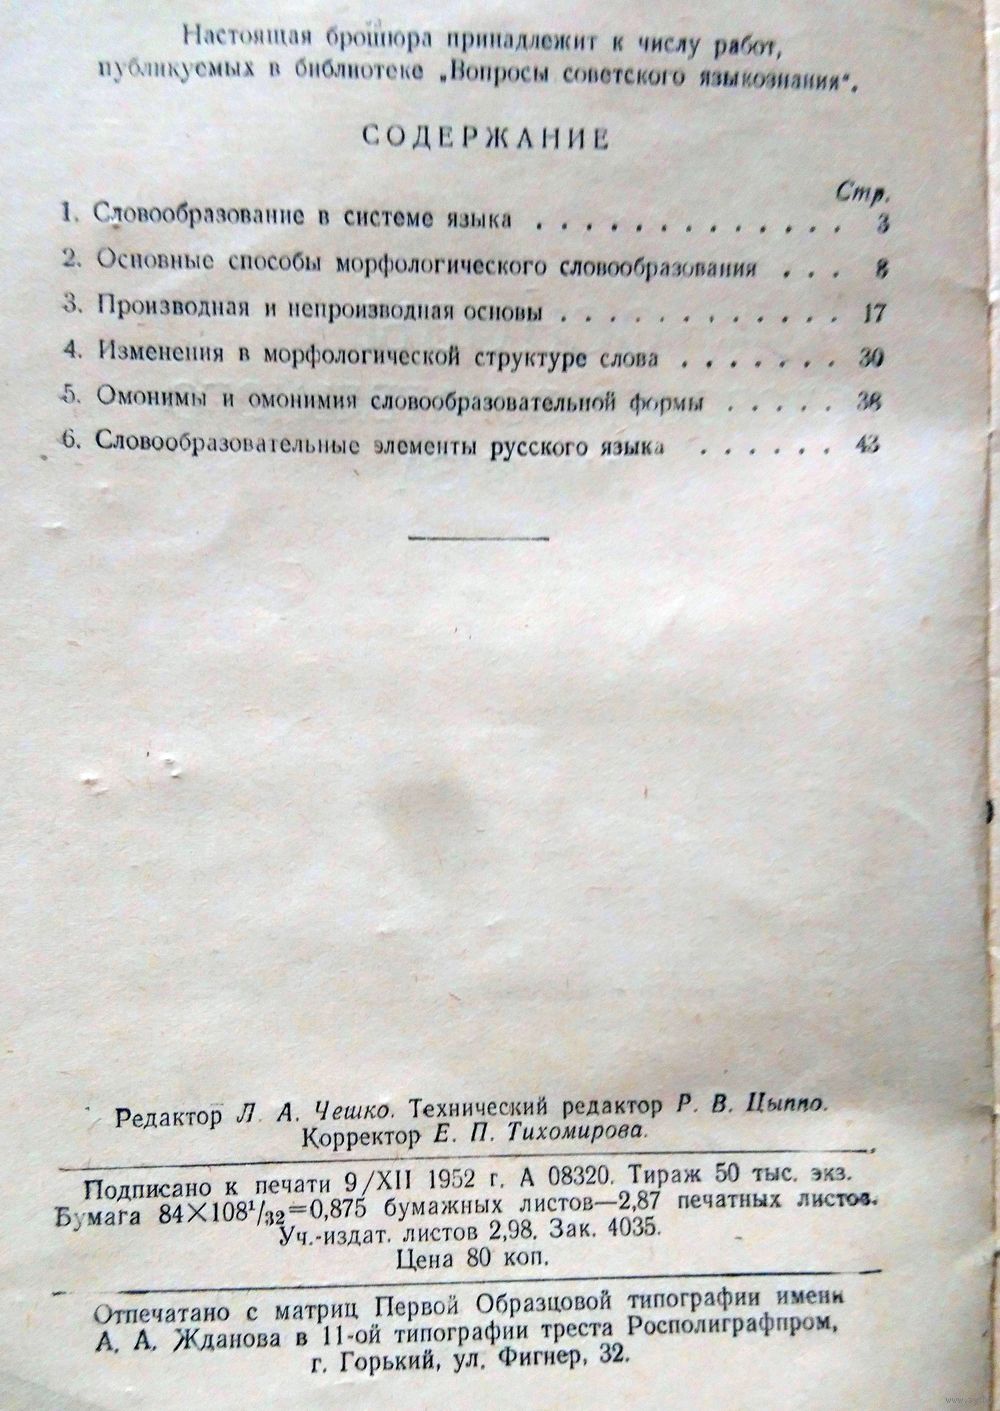 Настоящая брошюра принадлежит к числу работ,
публикуемых в библиотеке „Вопросы советского языкознания“.
СОДЕРЖАНИЕ
Стр.
1. Словообразование в системе языка . . . . . . . . . . . . . 3
2. Основные способы морфологического словообразования . . . 8
3. Производная и непроизводная основы . . . . . . . . . . . . 17
4. Изменения в морфологической структуре слова . . . . . . . 30
5. Омонимы и омонимия словообразовательной формы . . . . . 38
6. Словообразовательные элементы русского языка . . . . . . 43
Редактор Л. А. Чешко. Технический редактор Р. В. Цыппо.
Корректор Е. П. Тихомирова.
Подписано к печати 9/XII 1952 г. А 08320. Тираж 50 тыс. экз.
Бумага 84×108¹/₃₂=0,875 бумажных листов—2,87 печатных листов.
Уч.-издат. листов 2,98. Зак. 4035.
Цена 80 коп.
Отпечатано с матриц Первой Образцовой типографии имени
А. А. Жданова в 11-ой типографии треста Росполиграфпром,
г. Горький, ул. Фигнер, 32.